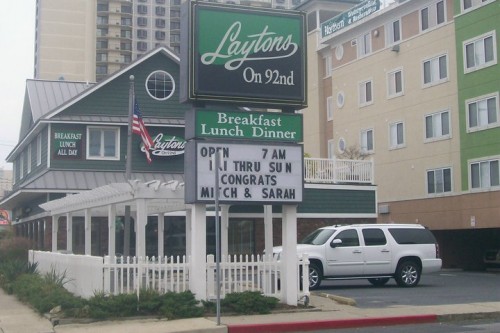 Laytons
On 92nd
Breakfast
Lunch Dinner
OPEN 7 AM
FRI THRU SUN
CONGRATS
MITCH & SARAH
BREAKFAST
LUNCH
ALL DAY
Laytons